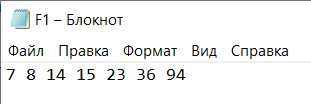 F1 – Блокнот
Файл Правка Формат Вид Справка
7 8 14 15 23 36 94